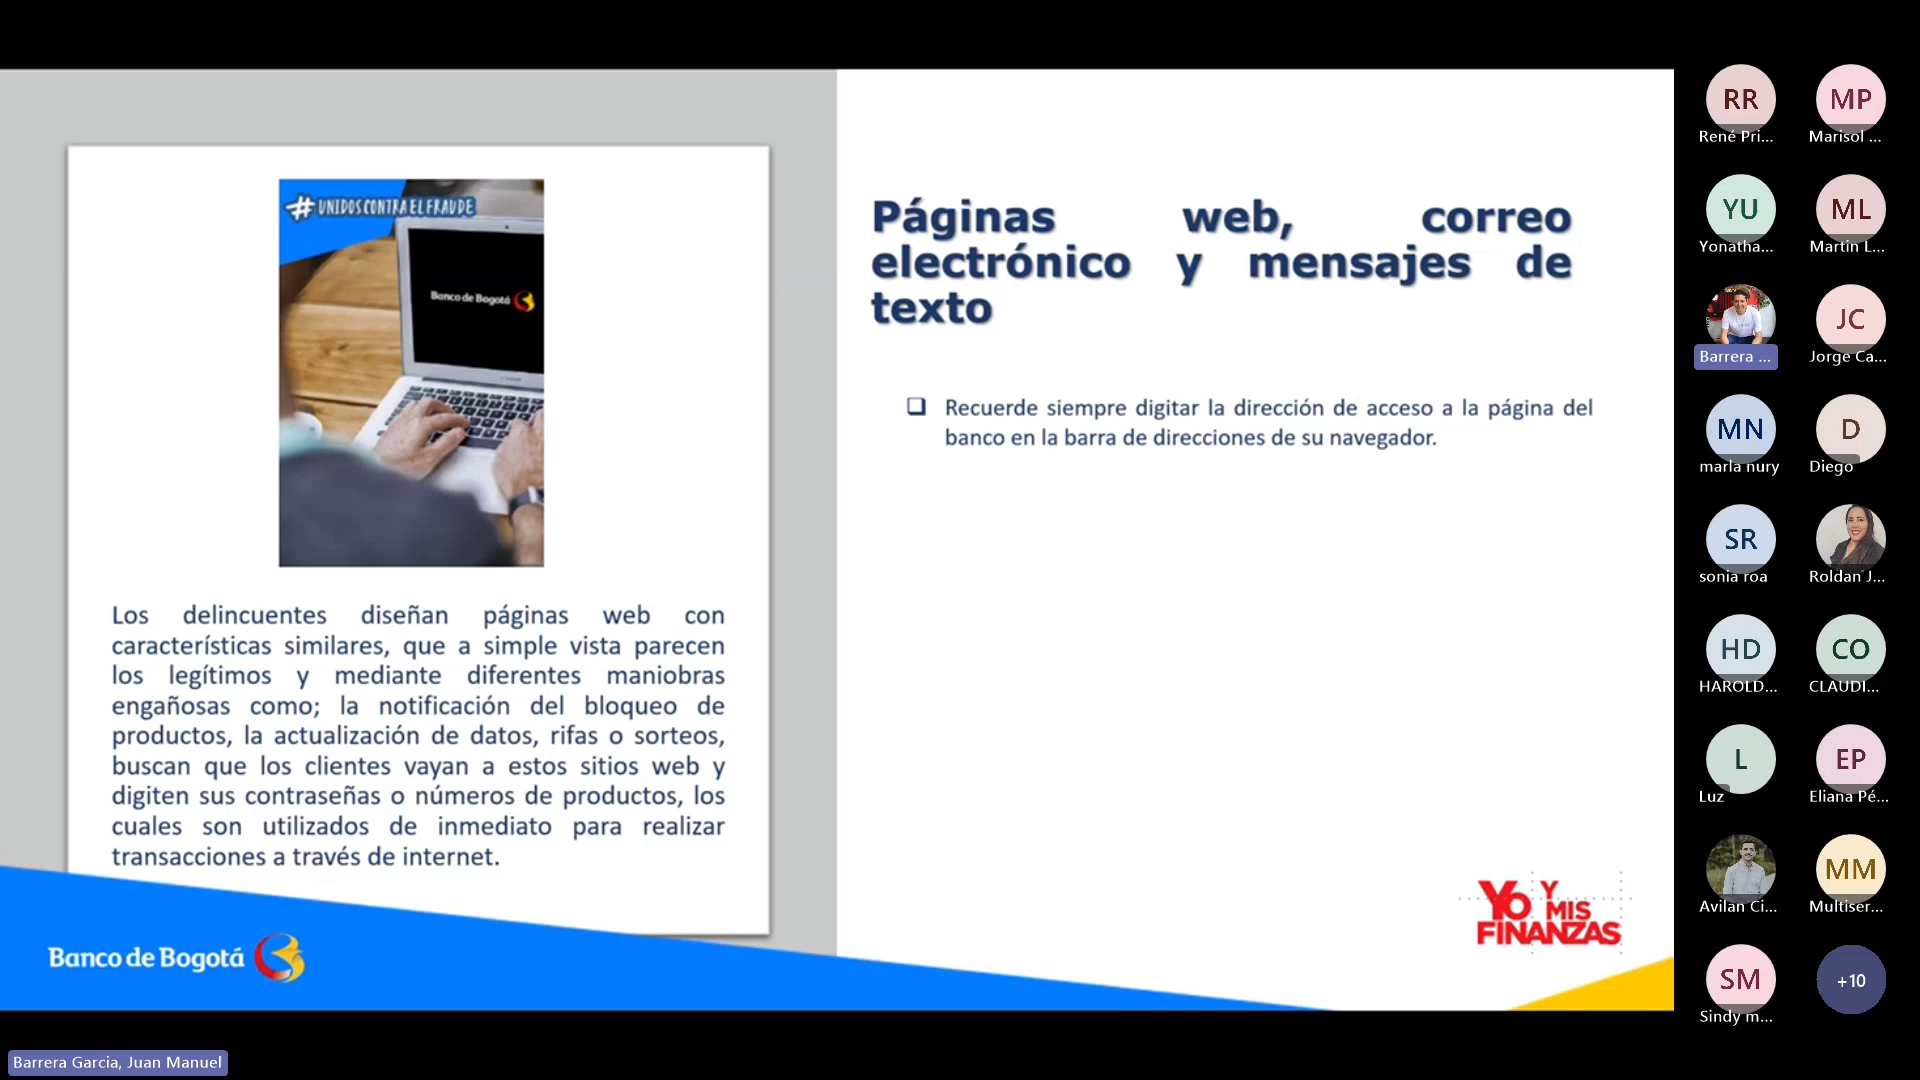 #UNIDOS CONTRA EL FRAUDE
Banco de Bogotá
Los delincuentes diseñan páginas web con
características similares, que a simple vista parecen
los legítimos y mediante diferentes maniobras
engañosas como; la notificación del bloqueo de
productos, la actualización de datos, rifas o sorteos,
buscan que los clientes vayan a estos sitios web y
digiten sus contraseñas o números de productos, los
cuales son utilizados de inmediato para realizar
transacciones a través de internet.
Banco de Bogotá
Páginas web, correo
electrónico y mensajes de
texto
❑ Recuerde siempre digitar la dirección de acceso a la página del
banco en la barra de direcciones de su navegador.
Yo Y
MIS
FINANZAS
RR
René Pri...
MP
Marisol ...
YU
Yonatha...
ML
Martin L...
Barrera ...
JC
Jorge Ca...
MN
marla nury
D
Diego
SR
sonia roa
Roldan J...
HD
HAROLD...
CO
CLAUDI...
L
Luz
EP
Eliana Pé...
Avilan Ci...
MM
Multiser...
SM
Sindy m...
+10
Barrera Garcia, Juan Manuel